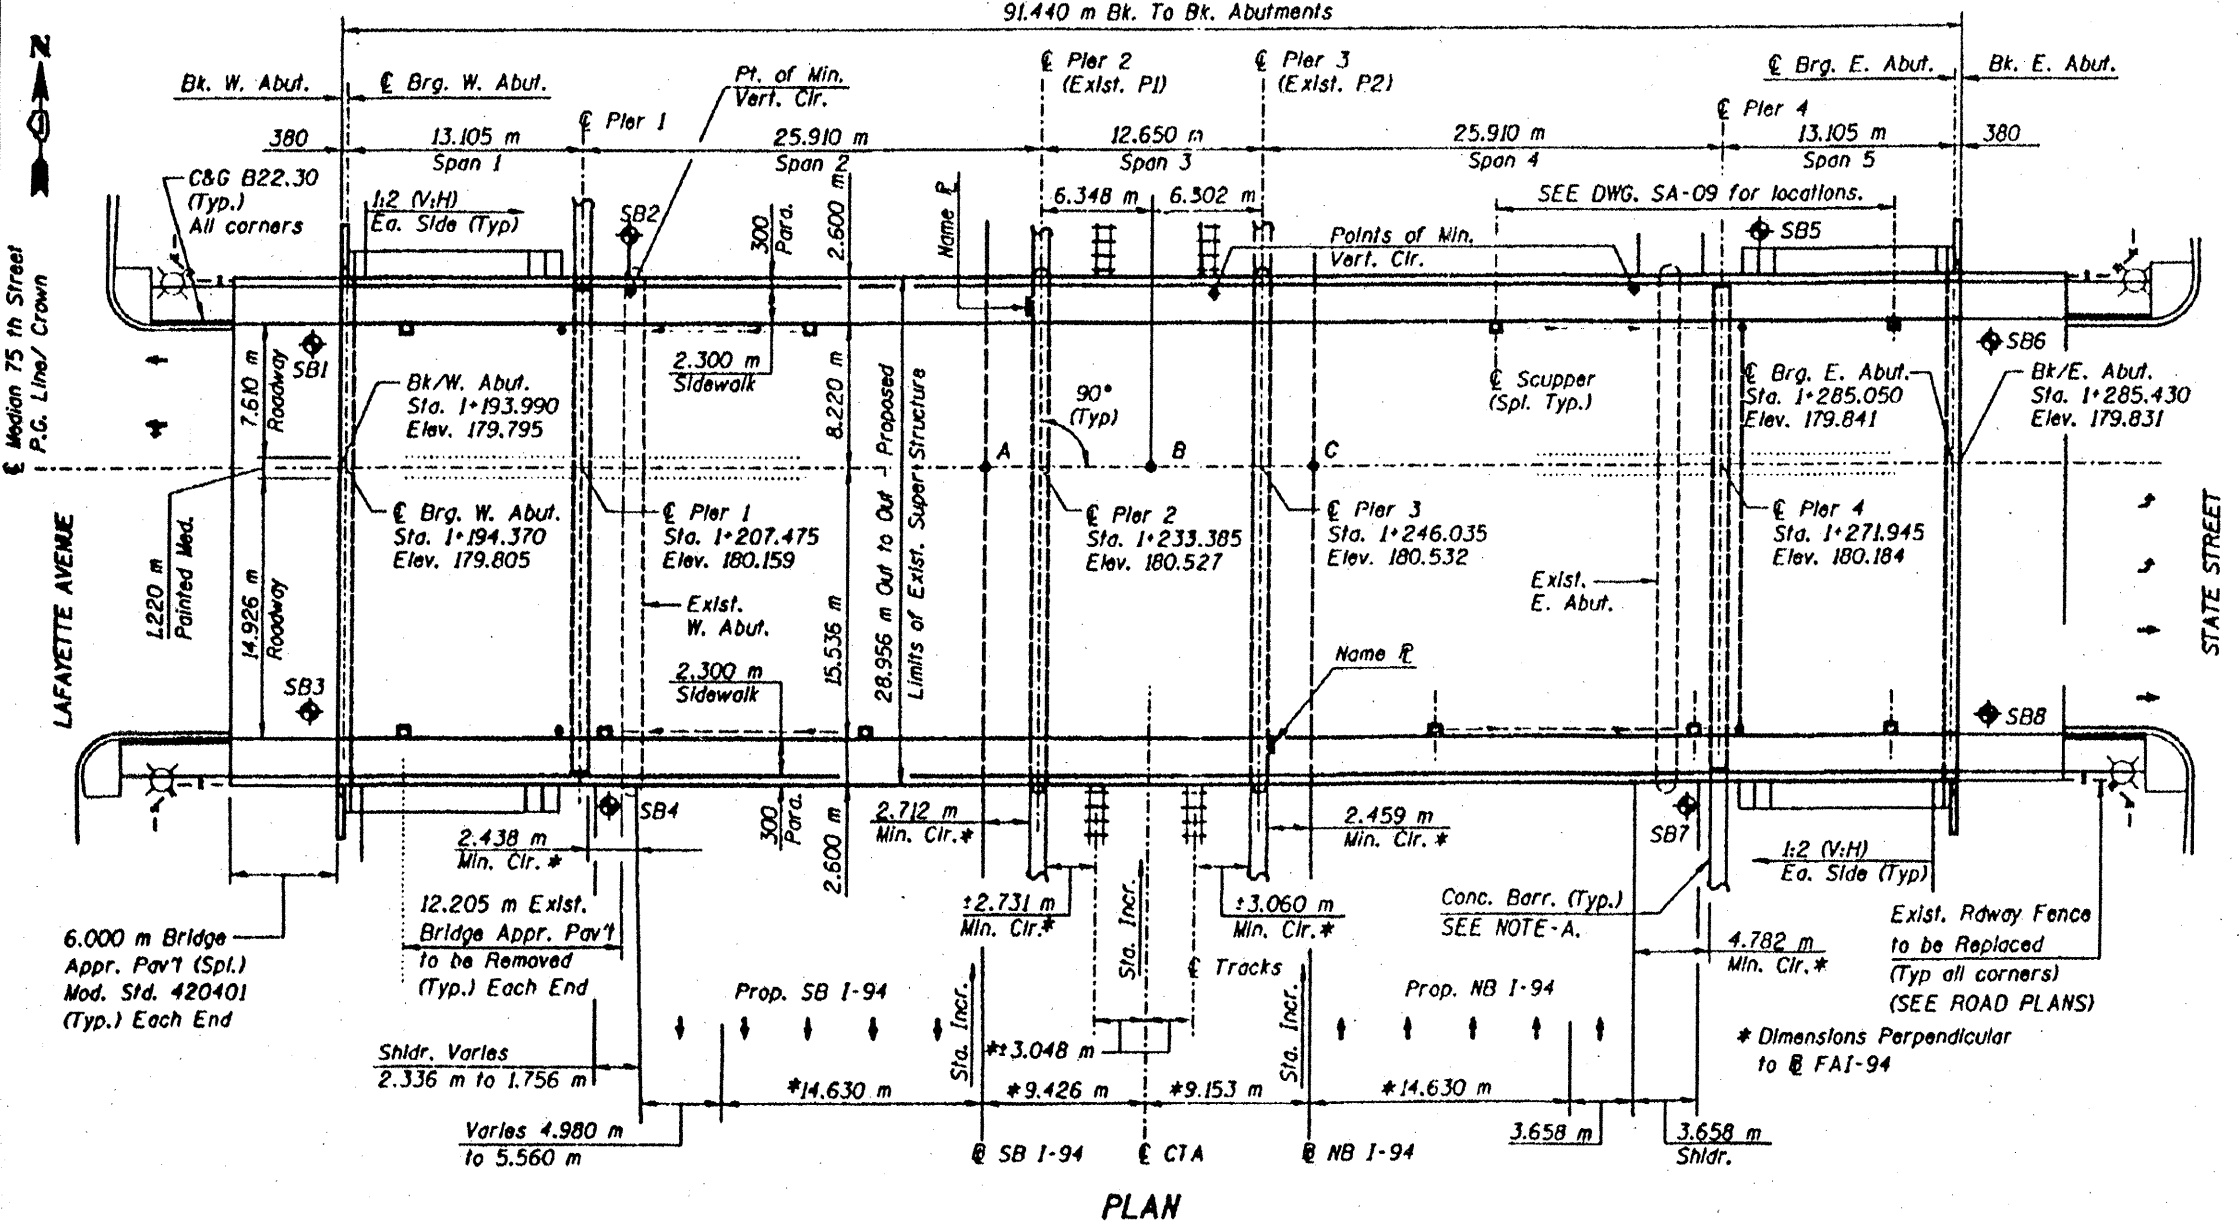 91.440 m Bk. To Bk. Abutments
N
Bk. W. Abut.
℄ Brg. W. Abut.
Pt. of Min.
Vert. Clr.
℄ Pier 1
℄ Pier 2
(Exist. P1)
℄ Pier 3
(Exist. P2)
℄ Pier 4
℄ Brg. E. Abut.
Bk. E. Abut.
380
13.105 m
Span 1
25.910 m
Span 2
12.650 m
Span 3
25.910 m
Span 4
13.105 m
Span 5
380
C&G B22.30
(Typ.)
All corners
1:2 (V:H)
Ea. Side (Typ)
SB2
300
Para.
2.600 m
Name ℞
6.348 m
6.302 m
SEE DWG. SA-09 for locations.
Points of Min.
Vert. Clr.
SB5
℄ Median 75 th Street
P.G. Line/ Crown
SB1
7.610 m
Roadway
2.300 m
Sidewalk
8.220 m
28.956 m Out to Out - Proposed
Limits of Exist. SuperStructure
90°
(Typ)
℄ Scupper
(Spl. Typ.)
SB6
Bk/W. Abut.
Sta. 1+193.990
Elev. 179.795
℄ Brg. E. Abut.
Sta. 1+285.050
Elev. 179.841
Bk/E. Abut.
Sta. 1+285.430
Elev. 179.831
A
B
C
℄ Brg. W. Abut.
Sta. 1+194.370
Elev. 179.805
℄ Pier 1
Sta. 1+207.475
Elev. 180.159
℄ Pier 2
Sta. 1+233.385
Elev. 180.527
℄ Pier 3
Sta. 1+246.035
Elev. 180.532
℄ Pier 4
Sta. 1+271.945
Elev. 180.184
LAFAYETTE AVENUE
1.220 m
Painted Med.
14.926 m
Roadway
Exist.
W. Abut.
15.536 m
Exist.
E. Abut.
STATE STREET
SB3
2.300 m
Sidewalk
Name ℞
SB8
SB4
300
Para.
2.600 m
2.712 m
Min. Clr.*
2.459 m
Min. Clr.*
SB7
2.438 m
Min. Clr.*
1:2 (V:H)
Ea. Side (Typ)
6.000 m Bridge
Appr. Pav't (Spl.)
Mod. Std. 420401
(Typ.) Each End
12.205 m Exist.
Bridge Appr. Pav't
to be Removed
(Typ.) Each End
±2.731 m
Min. Clr.*
±3.060 m
Min. Clr.*
Conc. Barr. (Typ.)
SEE NOTE-A.
4.782 m
Min. Clr.*
Exist. Rdway Fence
to be Replaced
(Typ all corners)
(SEE ROAD PLANS)
Sta. Incr.
Sta. Incr.
Sta. Incr.
℄ Tracks
Prop. SB I-94
Prop. NB I-94
* Dimensions Perpendicular
to ⅊ FAI-94
Shldr. Varies
2.336 m to 1.756 m
*±3.048 m
*14.630 m
*9.426 m
*9.153 m
*14.630 m
Varies 4.980 m
to 5.560 m
3.658 m
3.658 m
Shldr.
⅊ SB I-94
℄ CTA
⅊ NB I-94
PLAN